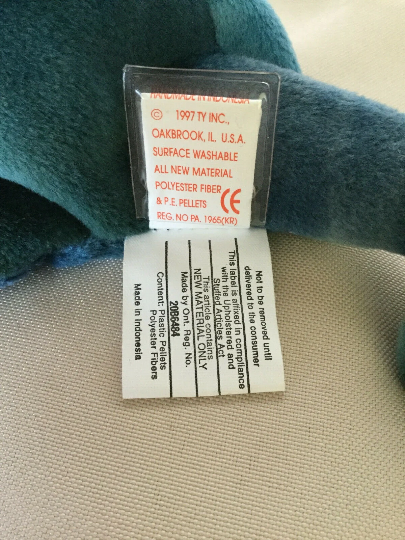 HANDMADE IN INDONESIA
© 1997 TY INC.,
OAKBROOK, IL. U.S.A.
SURFACE WASHABLE
ALL NEW MATERIAL
POLYESTER FIBER
& P.E. PELLETS CE
REG. NO PA. 1965(KR)
Not to be removed until
delivered to the consumer
This label is affixed in compliance
with the Upholstered and
Stuffed Articles Act
This article contains
NEW MATERIAL ONLY
Made by Ont. Reg. No.
20B6484
Content: Plastic Pellets
Polyester Fibers
Made in Indonesia